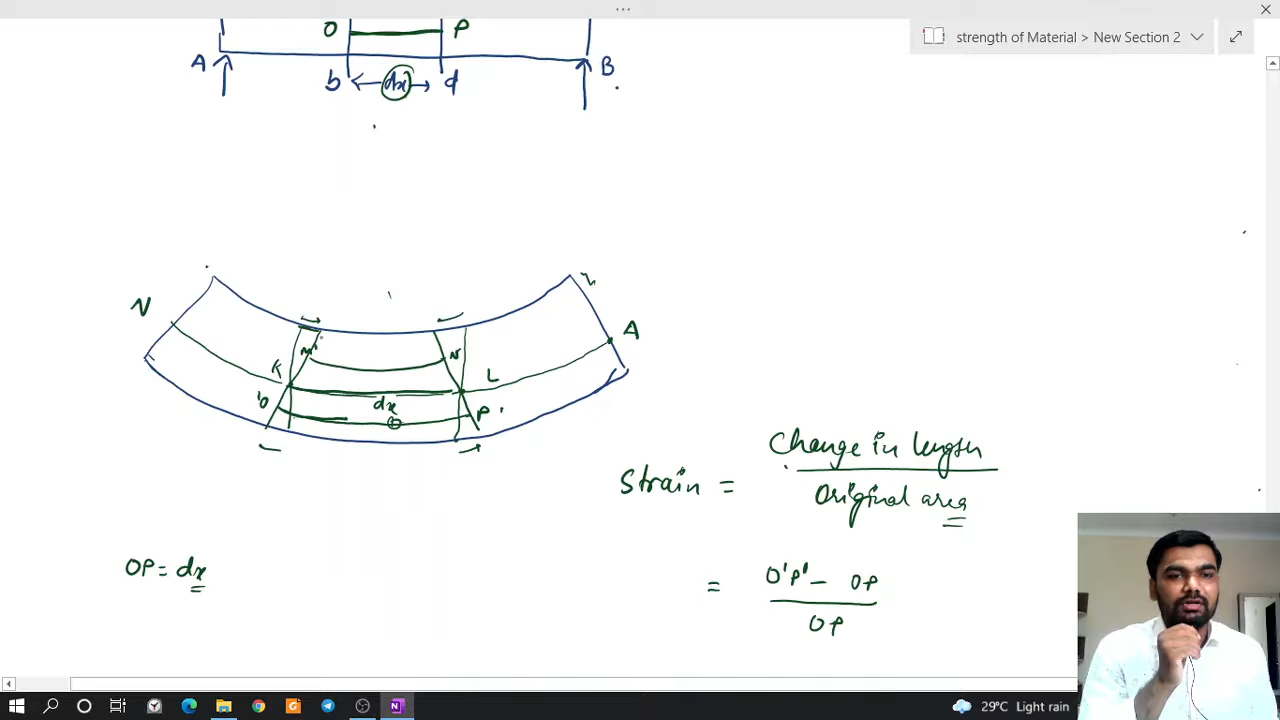 strength of Material > New Section 2
O P
A B
b dx d
N A
M' N
K L
dx
O P'
Strain = Change in length
Original area
OP = dx
= O'P' - OP
OP
29°C Light rain